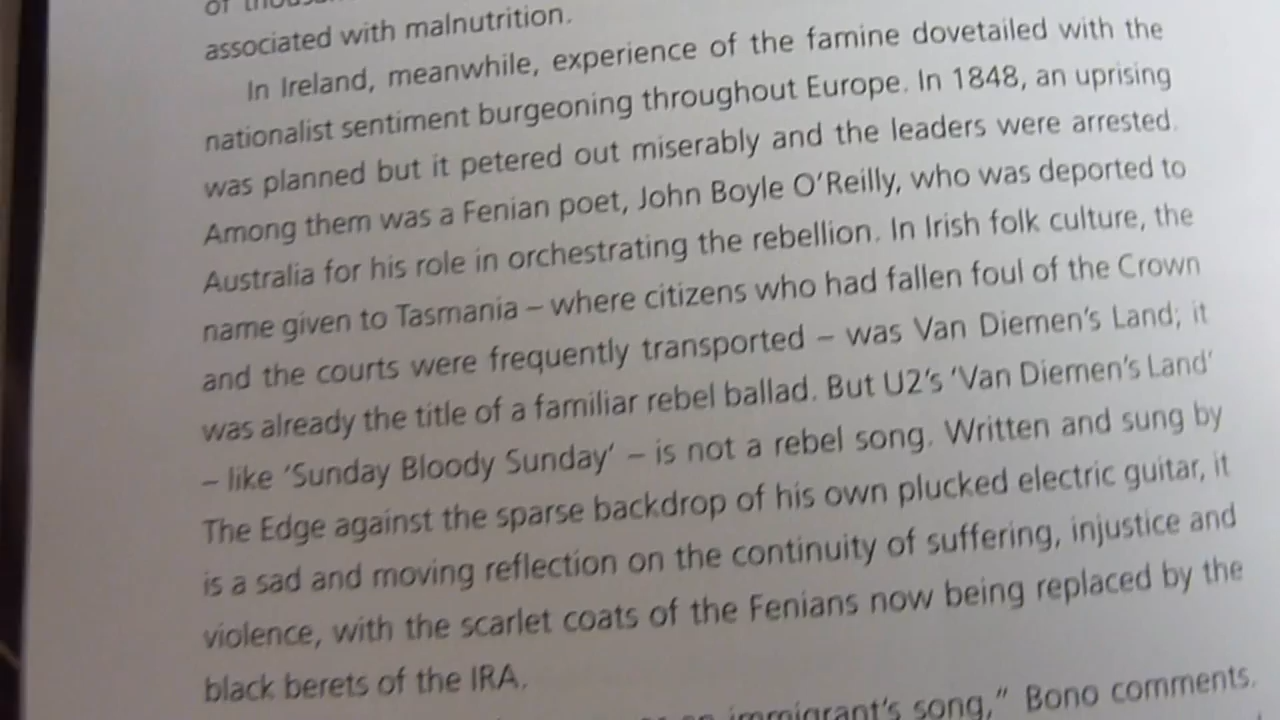 of
associated with malnutrition.
In Ireland, meanwhile, experience of the famine dovetailed with the
nationalist sentiment burgeoning throughout Europe. In 1848, an uprising
was planned but it petered out miserably and the leaders were arrested.
Among them was a Fenian poet, John Boyle O'Reilly, who was deported to
Australia for his role in orchestrating the rebellion. In Irish folk culture, the
name given to Tasmania – where citizens who had fallen foul of the Crown
and the courts were frequently transported – was Van Diemen's Land; it
was already the title of a familiar rebel ballad. But U2's 'Van Diemen's Land'
– like 'Sunday Bloody Sunday' – is not a rebel song. Written and sung by
The Edge against the sparse backdrop of his own plucked electric guitar, it
is a sad and moving reflection on the continuity of suffering, injustice and
violence, with the scarlet coats of the Fenians now being replaced by the
black berets of the IRA.
immigrant's song,” Bono comments.